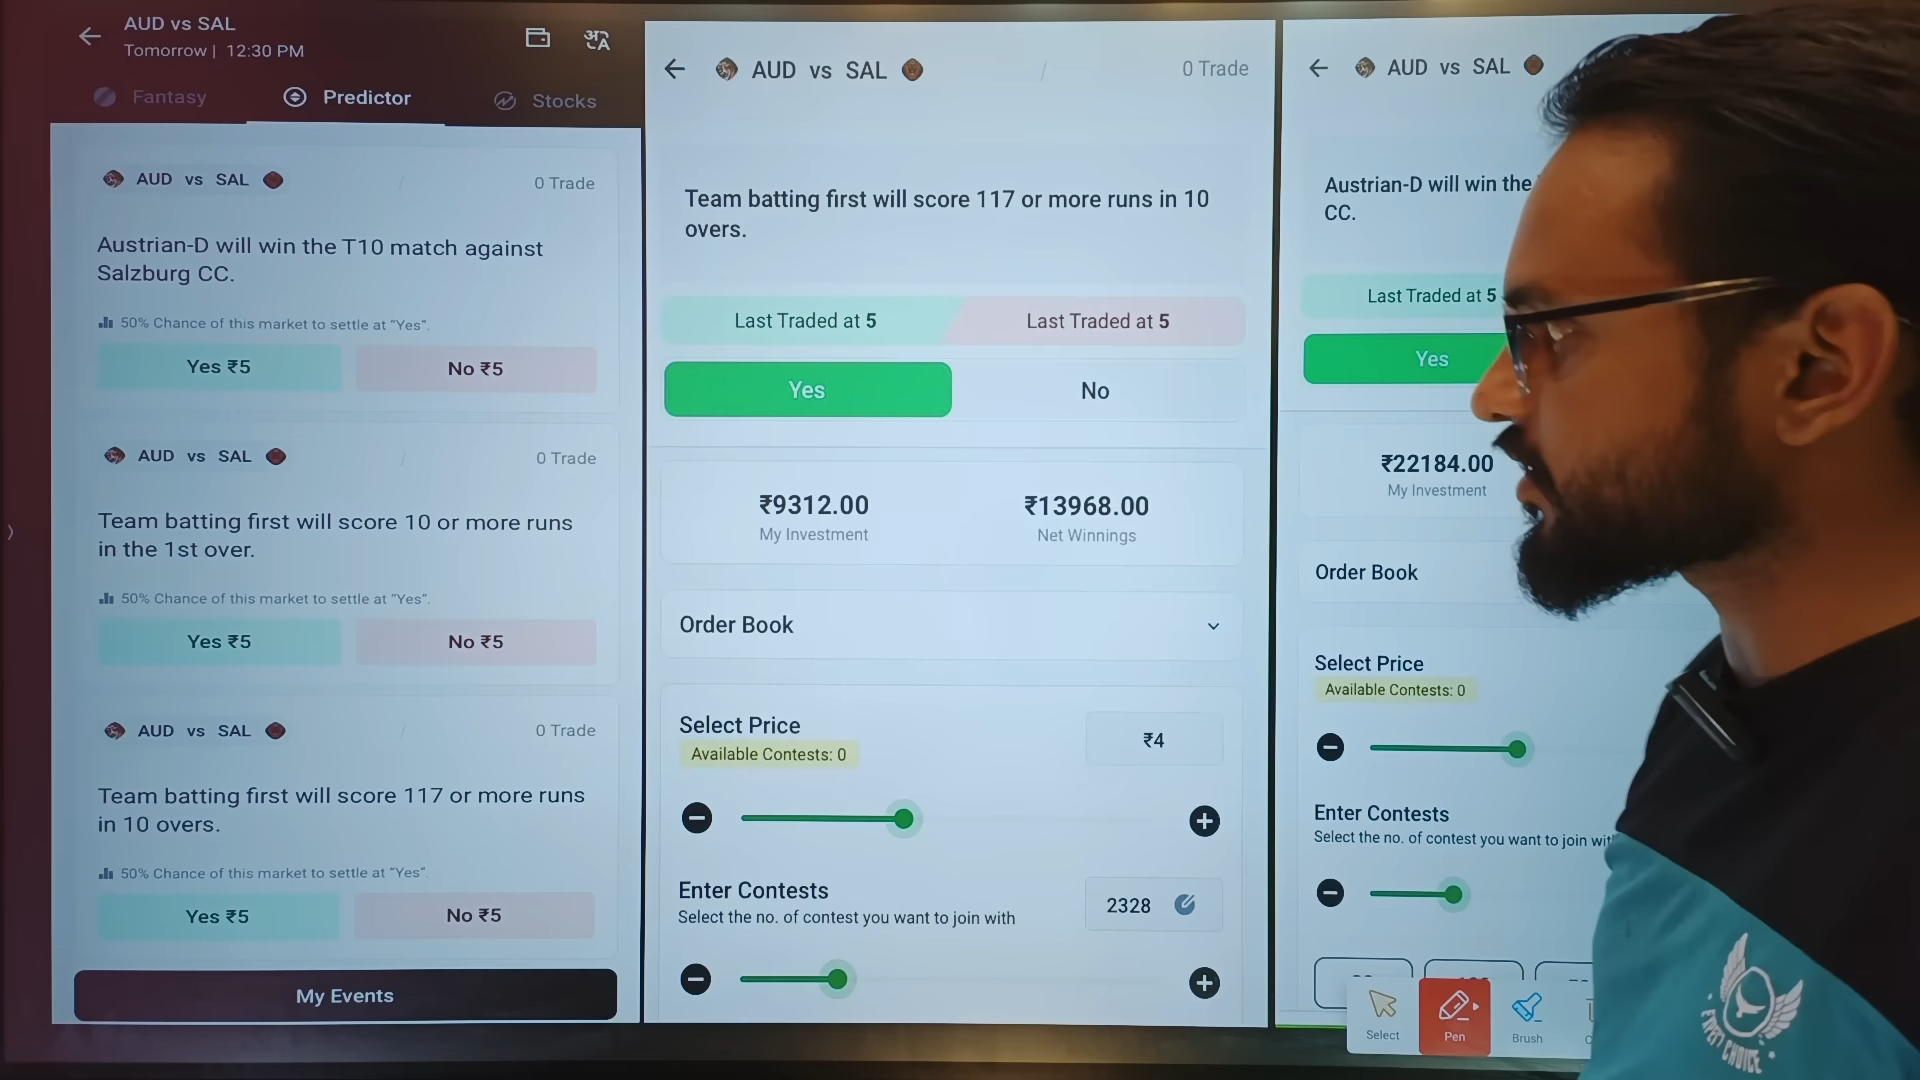 AUD vs SAL
Tomorrow | 12:30 PM
Fantasy
Predictor
Stocks
AUD vs SAL
0 Trade
Austrian-D will win the T10 match against
Salzburg CC.
50% Chance of this market to settle at "Yes".
Yes ₹5
No ₹5
AUD vs SAL
0 Trade
Team batting first will score 10 or more runs
in the 1st over.
50% Chance of this market to settle at "Yes".
Yes ₹5
No ₹5
AUD vs SAL
0 Trade
Team batting first will score 117 or more runs
in 10 overs.
50% Chance of this market to settle at "Yes".
Yes ₹5
No ₹5
My Events
AUD vs SAL
0 Trade
Team batting first will score 117 or more runs in 10
overs.
Last Traded at 5
Last Traded at 5
Yes
No
₹9312.00
My Investment
₹13968.00
Net Winnings
Order Book
Select Price
Available Contests: 0
₹4
Enter Contests
Select the no. of contest you want to join with
2328
AUD vs SAL
Austrian-D will win the
CC.
Last Traded at 5
Yes
₹22184.00
My Investment
Order Book
Select Price
Available Contests: 0
Enter Contests
Select the no. of contest you want to join
Select
Pen
Brush
EXPERT CHOICE